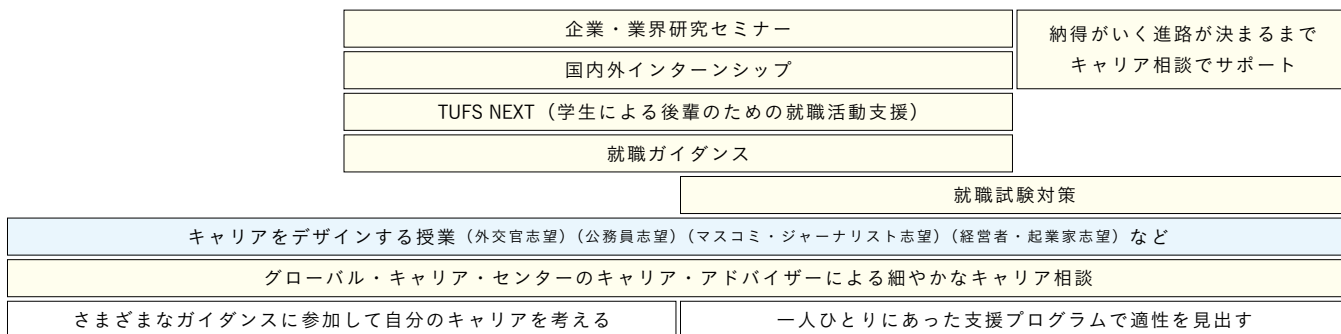 企業・業界研究セミナー
国内外インターンシップ
納得がいく進路が決まるまで
キャリア相談でサポート
TUFS NEXT（学生による後輩のための就職活動支援）
就職ガイダンス
就職試験対策
キャリアをデザインする授業（外交官志望）（公務員志望）（マスコミ・ジャーナリスト志望）（経営者・起業家志望）など
グローバル・キャリア・センターのキャリア・アドバイザーによる細やかなキャリア相談
さまざまなガイダンスに参加して自分のキャリアを考える
一人ひとりにあった支援プログラムで適性を見出す